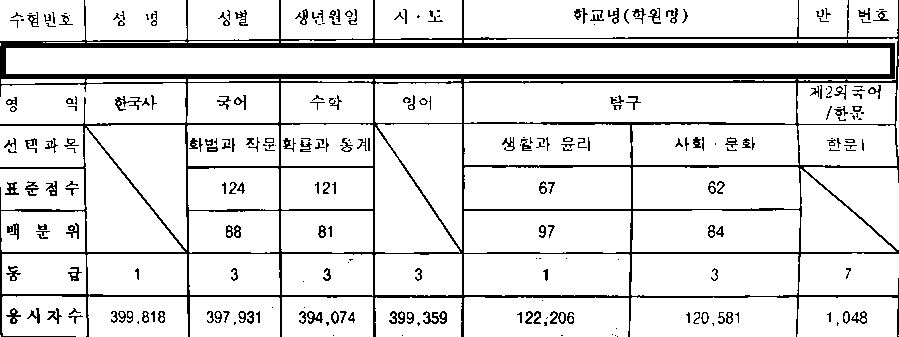 수험번호 성 명 성별 생년월일 시·도 학교명(학원명) 반 번호
영 역 한국사 국어 수학 영어 탐구 제2외국어
/한문
선택과목 화법과 작문 확률과 통계 생활과 윤리 사회·문화 한문Ⅰ
표준점수 124 121 67 62
백 분 위 88 81 97 84
등 급 1 3 3 3 1 3 7
응시자수 399,818 397,931 394,074 399,359 122,206 120,581 1,048